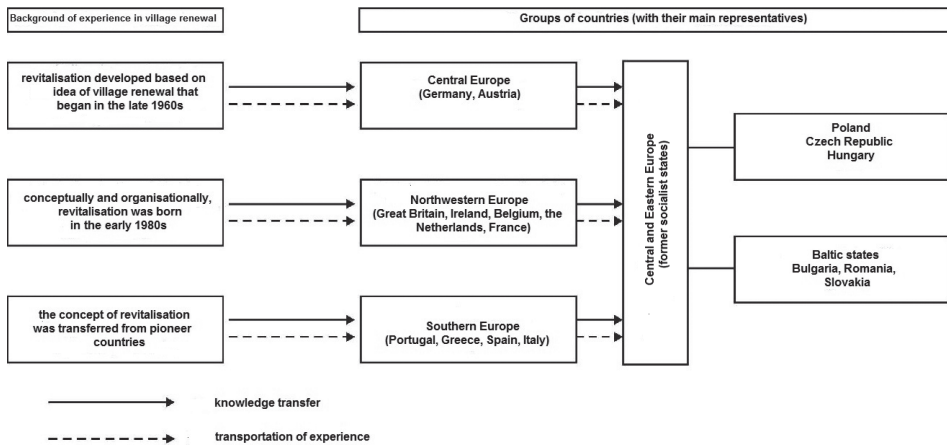 Background of experience in village renewal
Groups of countries (with their main representatives)
revitalisation developed based on
idea of village renewal that
began in the late 1960s
Central Europe
(Germany, Austria)
conceptually and organisationally,
revitalisation was born
in the early 1980s
Northwestern Europe
(Great Britain, Ireland, Belgium, the
Netherlands, France)
the concept of revitalisation
was transferred from pioneer
countries
Southern Europe
(Portugal, Greece, Spain, Italy)
Central and Eastern Europe
(former socialist states)
Poland
Czech Republic
Hungary
Baltic states
Bulgaria, Romania,
Slovakia
knowledge transfer
transportation of experience